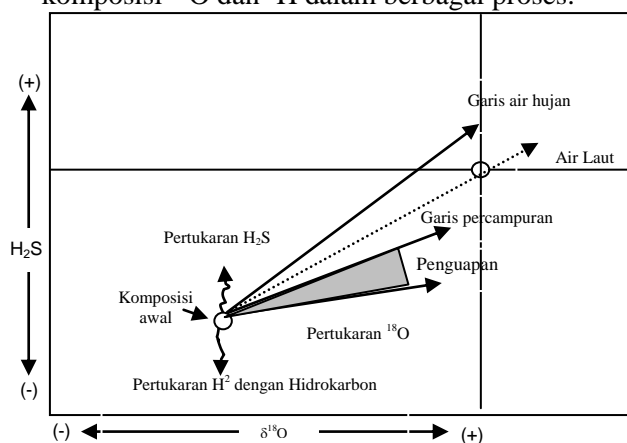 komposisi ¹⁸O dan ²H dalam berbagai proses.
(+)
Garis air hujan
Air Laut
Garis percampuran
Pertukaran H₂S
H₂S
Penguapan
Komposisi
awal
Pertukaran ¹⁸O
(-)
Pertukaran H² dengan Hidrokarbon
(-)
δ¹⁸O
(+)